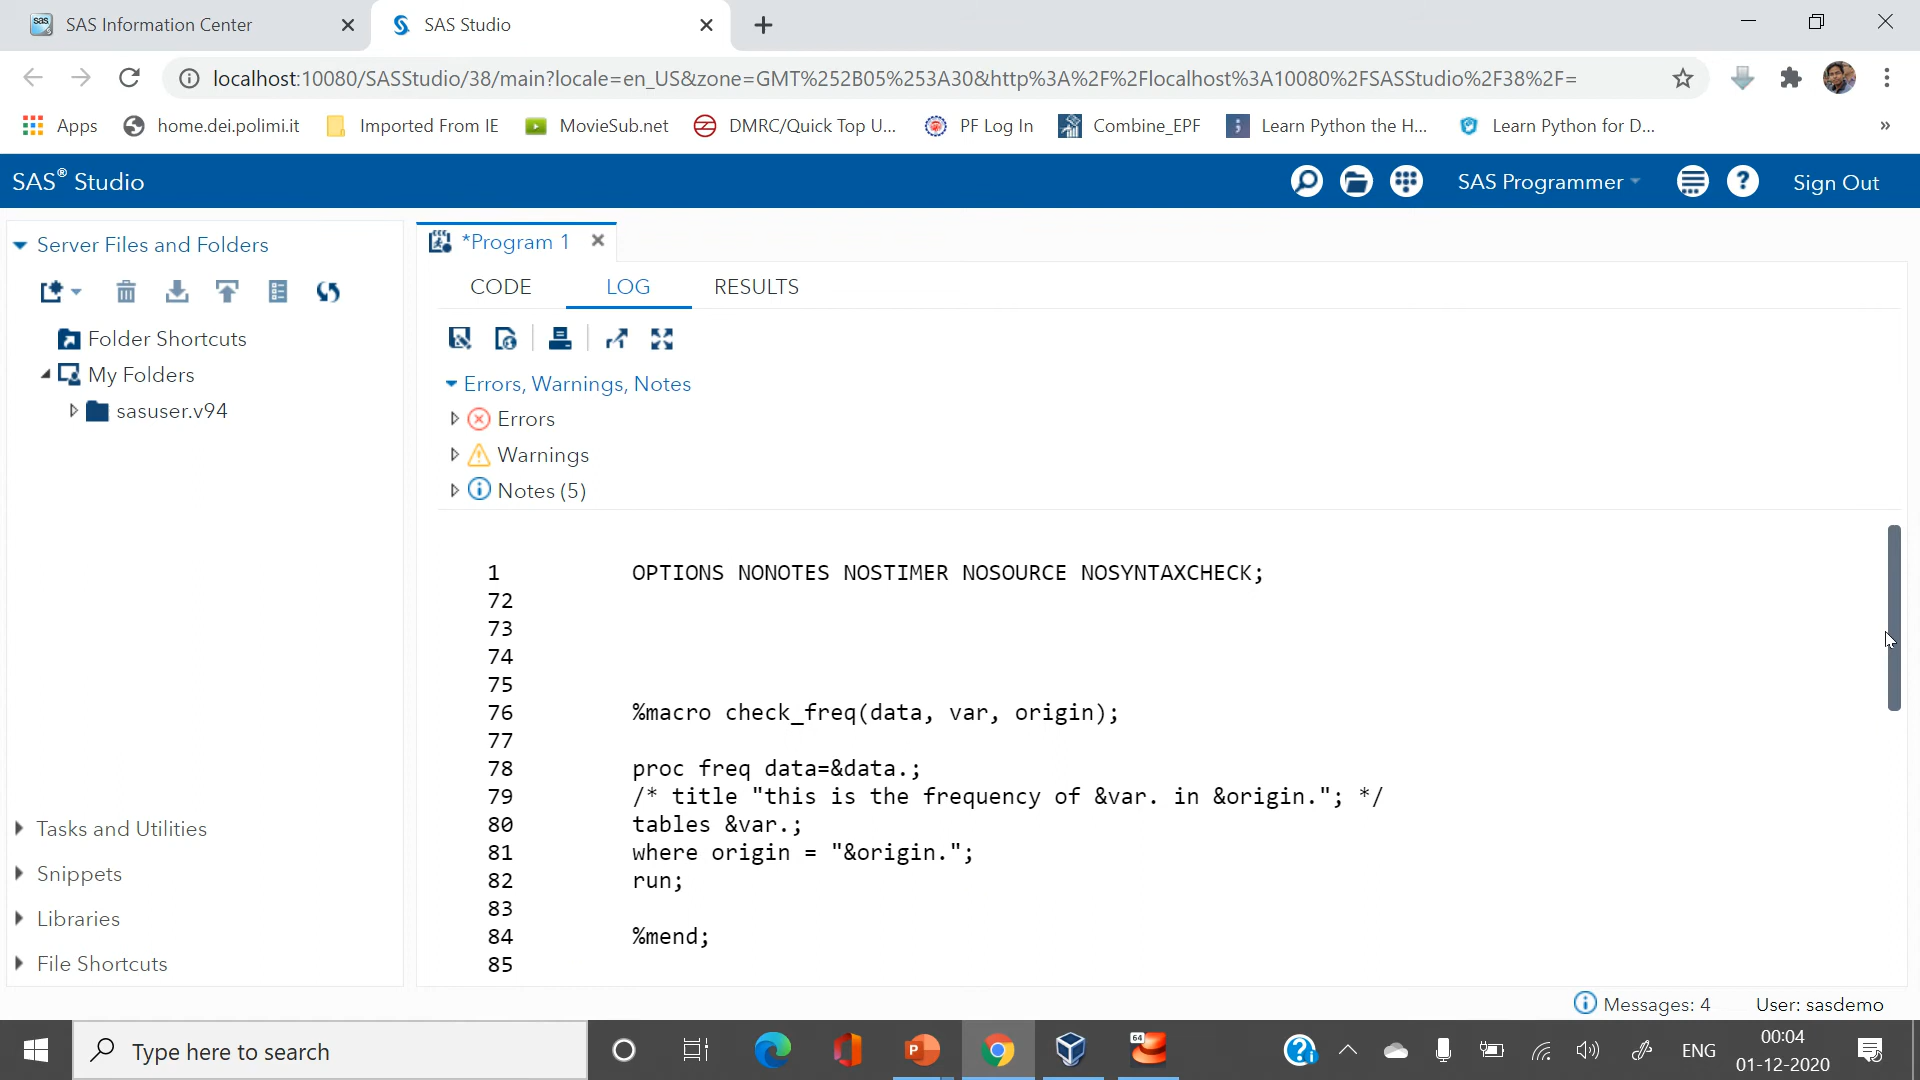 SAS Information Center
SAS Studio
localhost:10080/SASStudio/38/main?locale=en_US&zone=GMT%252B05%253A30&http%3A%2F%2Flocalhost%3A10080%2FSASStudio%2F38%2F=
Apps
home.dei.polimi.it
Imported From IE
MovieSub.net
DMRC/Quick Top U...
PF Log In
Combine_EPF
Learn Python the H...
Learn Python for D...
»
SAS® Studio
SAS Programmer
Sign Out
Server Files and Folders
Folder Shortcuts
My Folders
sasuser.v94
Tasks and Utilities
Snippets
Libraries
File Shortcuts
*Program 1
CODE
LOG
RESULTS
Errors, Warnings, Notes
Errors
Warnings
Notes (5)
1 OPTIONS NONOTES NOSTIMER NOSOURCE NOSYNTAXCHECK;
72
73
74
75
76 %macro check_freq(data, var, origin);
77
78 proc freq data=&data.;
79 /* title "this is the frequency of &var. in &origin."; */
80 tables &var.;
81 where origin = "&origin.";
82 run;
83
84 %mend;
85
Messages: 4
User: sasdemo
Type here to search
ENG
00:04
01-12-2020